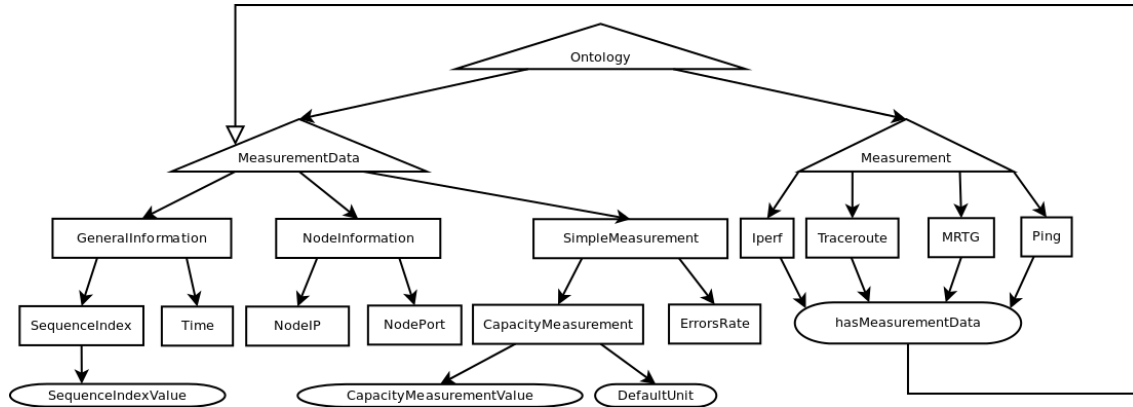 Ontology
MeasurementData
Measurement
GeneralInformation
NodeInformation
SimpleMeasurement
Iperf
Traceroute
MRTG
Ping
SequenceIndex
Time
NodeIP
NodePort
CapacityMeasurement
ErrorsRate
hasMeasurementData
SequenceIndexValue
CapacityMeasurementValue
DefaultUnit